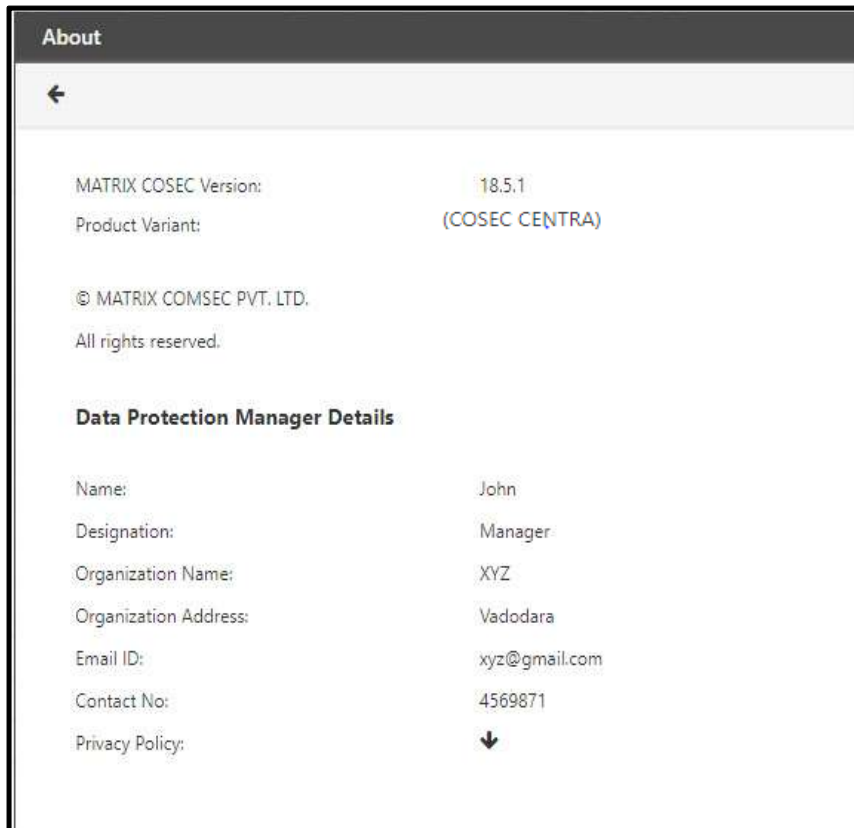 About
MATRIX COSEC Version: 18.5.1
Product Variant: (COSEC CENTRA)
© MATRIX COMSEC PVT. LTD.
All rights reserved.
Data Protection Manager Details
Name: John
Designation: Manager
Organization Name: XYZ
Organization Address: Vadodara
Email ID: xyz@gmail.com
Contact No: 4569871
Privacy Policy: